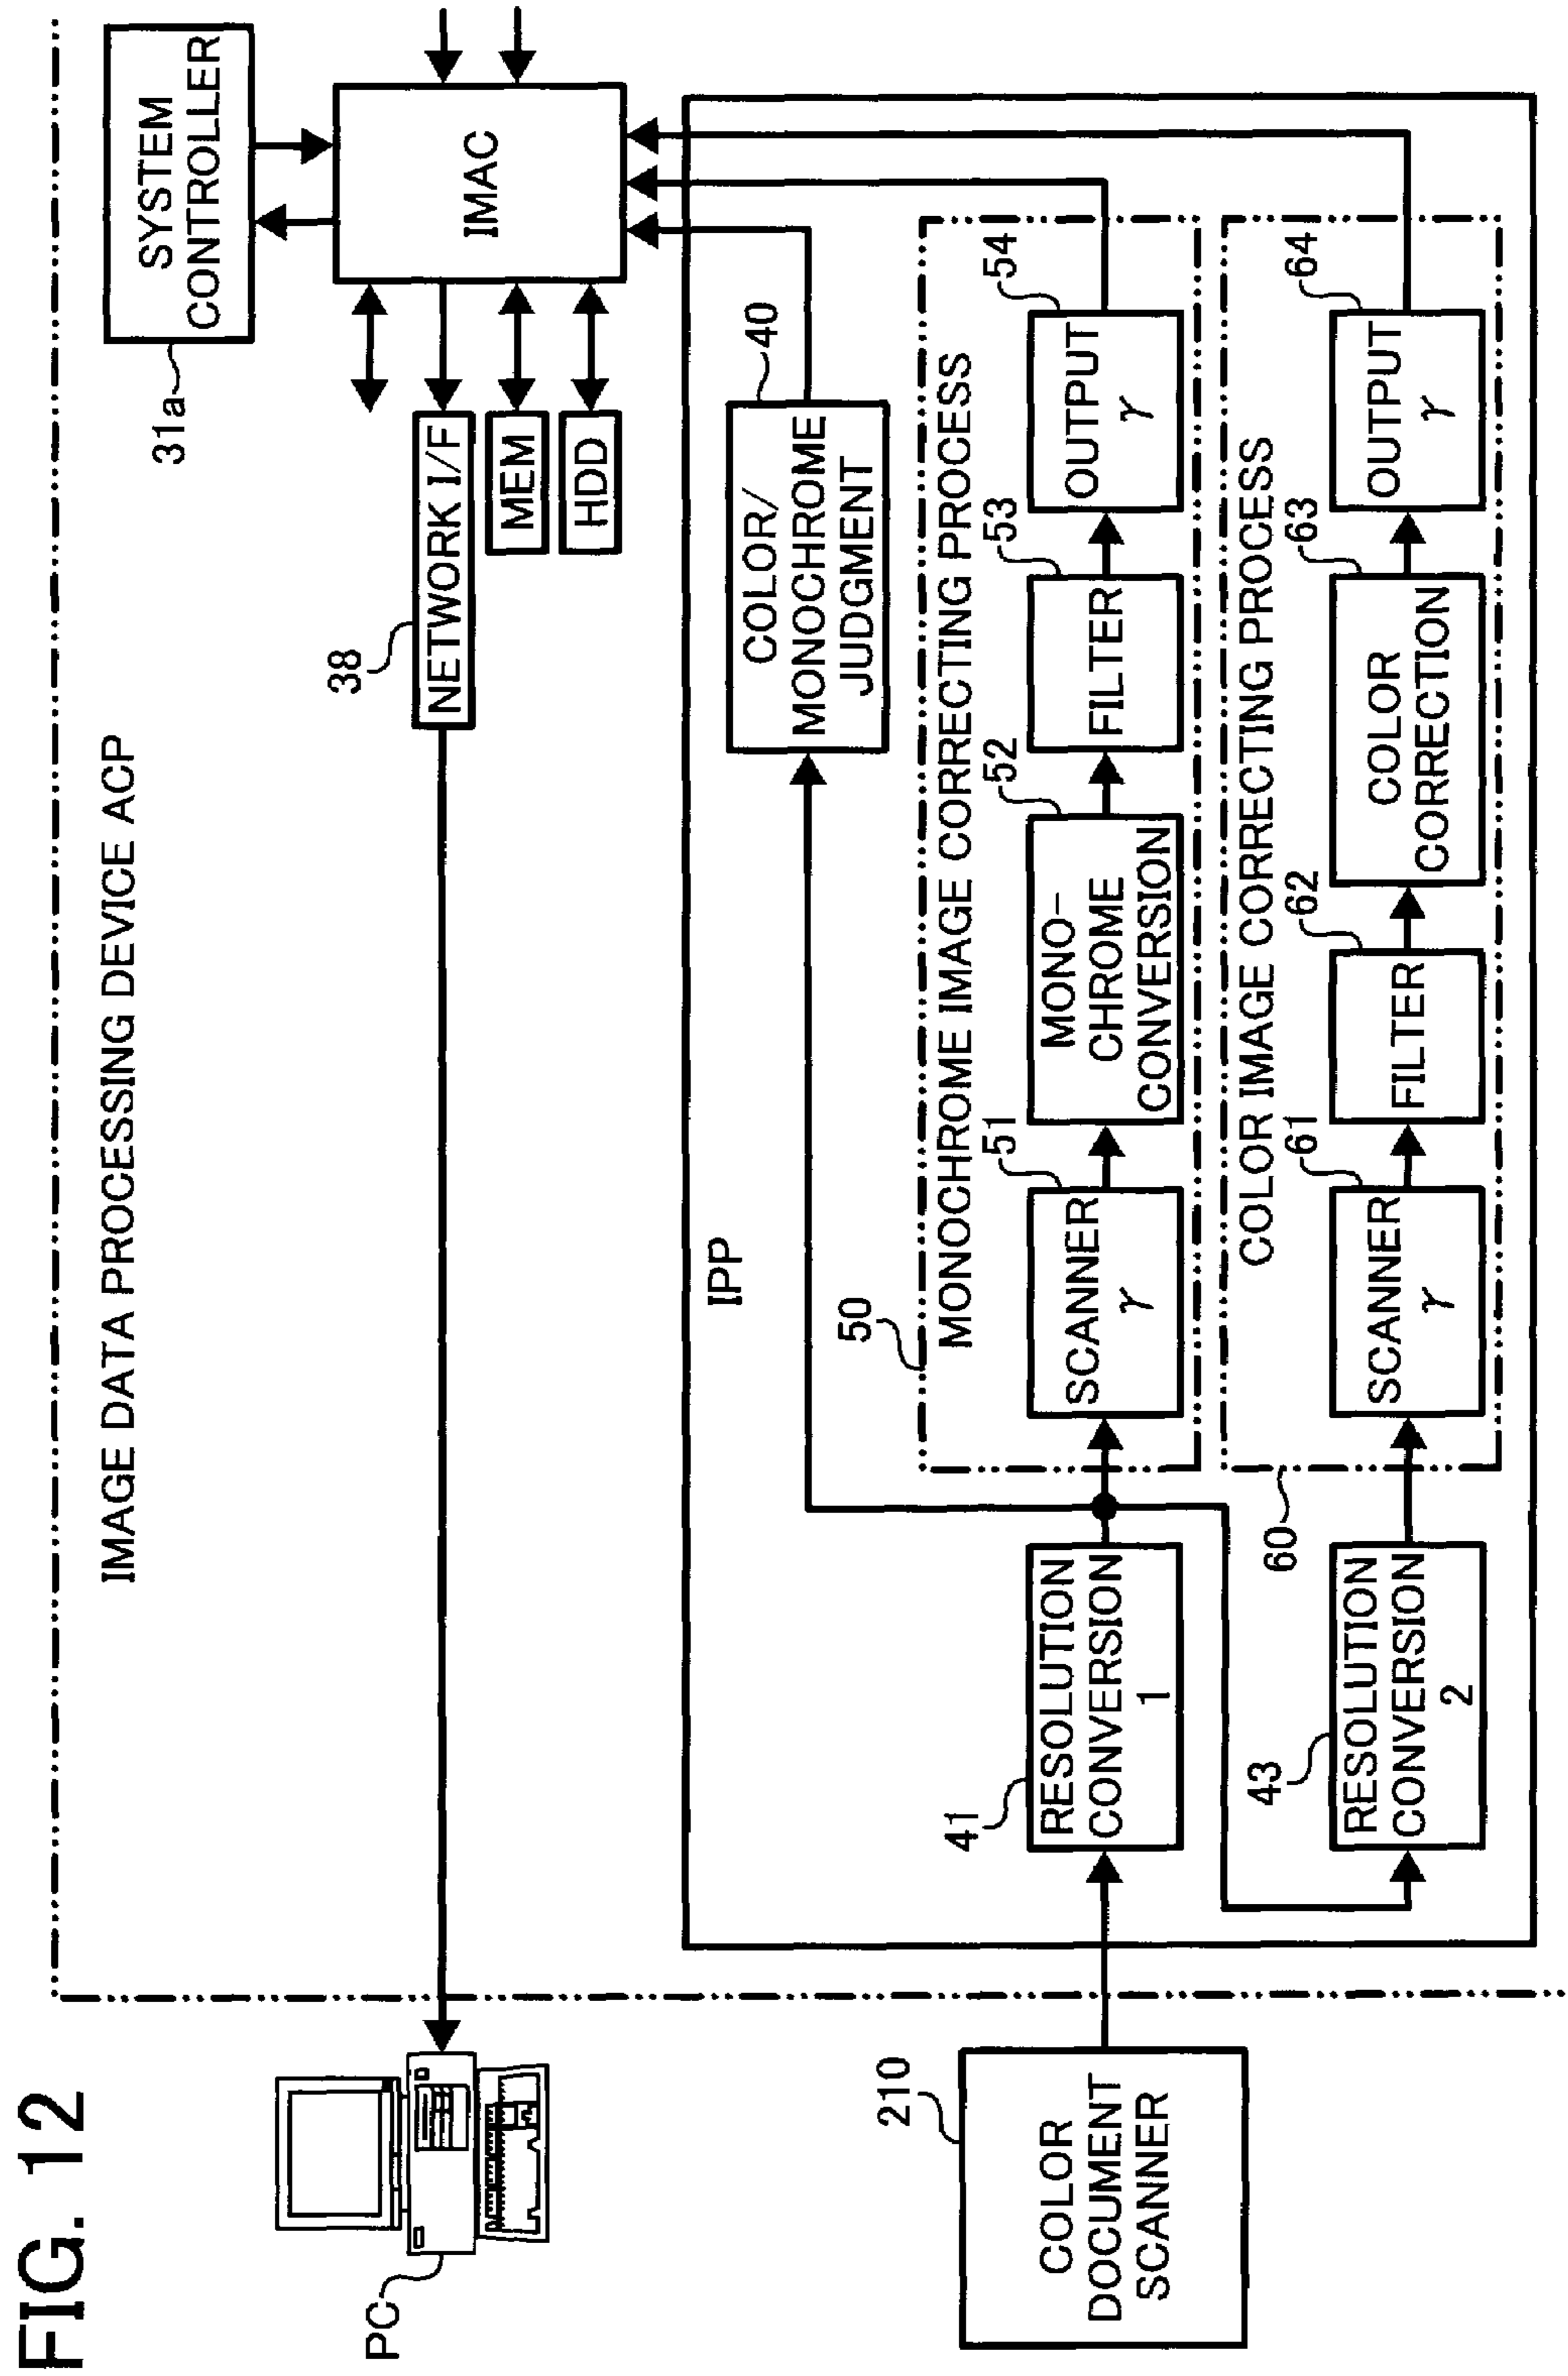 FIG. 12
IMAGE DATA PROCESSING DEVICE ACP
31a
SYSTEM
CONTROLLER
IMAC
38
NETWORK I/F
MEM
HDD
PC
IPP
40
COLOR/
MONOCHROME
JUDGMENT
50
MONOCHROME IMAGE CORRECTING PROCESS
210
COLOR
DOCUMENT
SCANNER
41
RESOLUTION
CONVERSION
1
51
SCANNER
γ
52
MONO-
CHROME
CONVERSION
53
FILTER
54
OUTPUT
γ
60
COLOR IMAGE CORRECTING PROCESS
43
RESOLUTION
CONVERSION
2
61
SCANNER
γ
62
FILTER
63
COLOR
CORRECTION
64
OUTPUT
γ